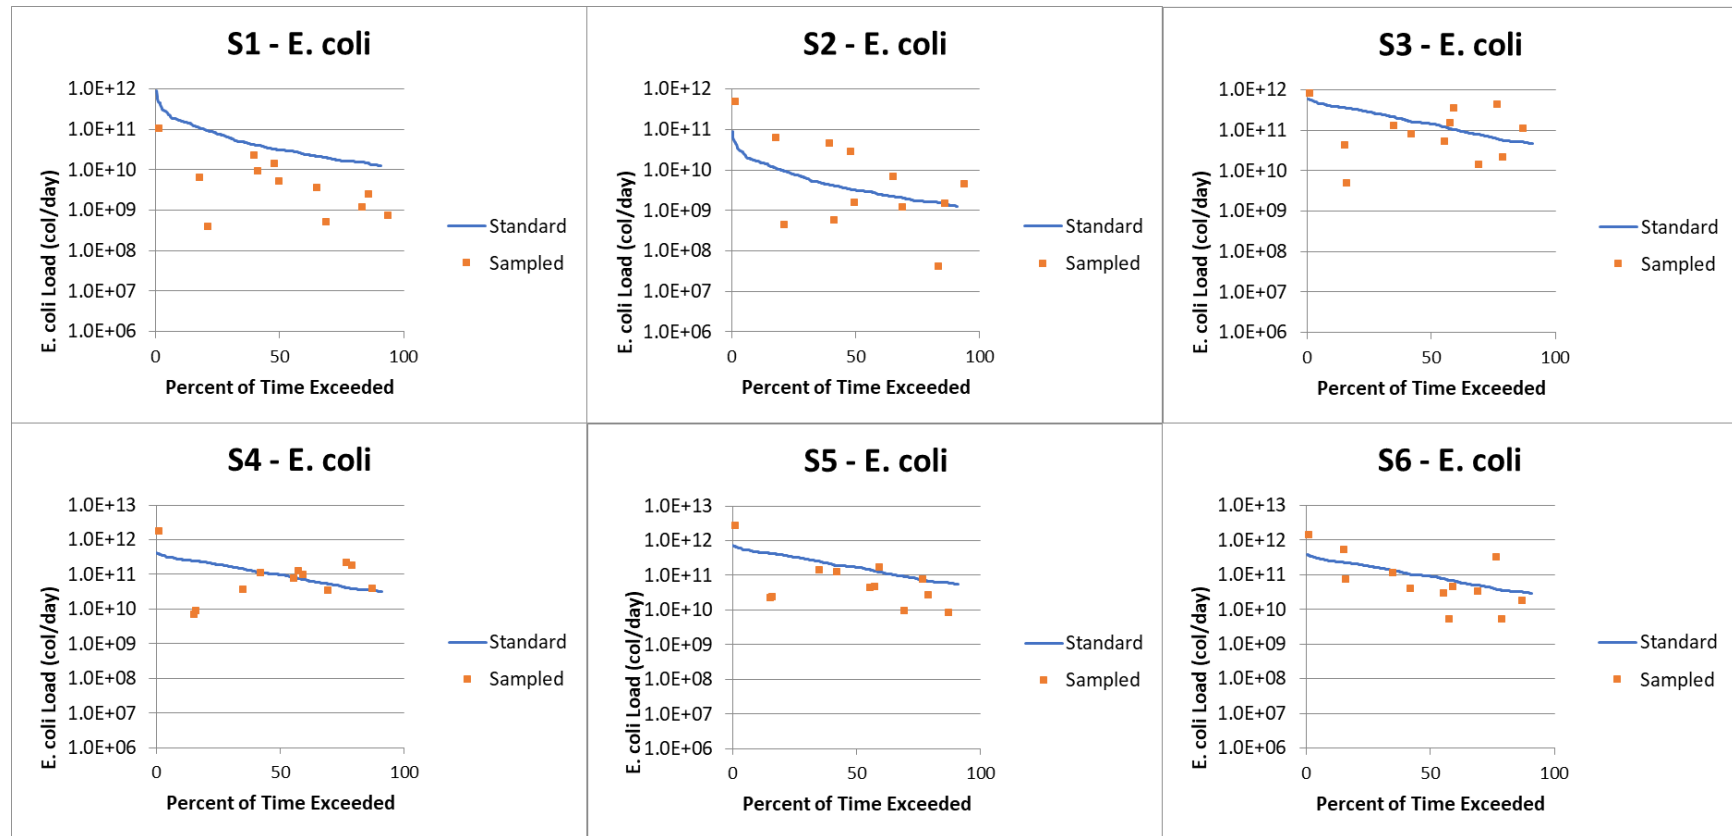 S1 - E. coli
1.0E+12
1.0E+11
1.0E+10
1.0E+09
1.0E+08
1.0E+07
1.0E+06
E. coli Load (col/day)
0 50 100
Percent of Time Exceeded
Standard
Sampled
S2 - E. coli
1.0E+12
1.0E+11
1.0E+10
1.0E+09
1.0E+08
1.0E+07
1.0E+06
E. coli Load (col/day)
0 50 100
Percent of Time Exceeded
Standard
Sampled
S3 - E. coli
1.0E+12
1.0E+11
1.0E+10
1.0E+09
1.0E+08
1.0E+07
1.0E+06
E. coli Load (col/day)
0 50 100
Percent of Time Exceeded
Standard
Sampled
S4 - E. coli
1.0E+13
1.0E+12
1.0E+11
1.0E+10
1.0E+09
1.0E+08
1.0E+07
1.0E+06
E. coli Load (col/day)
0 50 100
Percent of Time Exceeded
Standard
Sampled
S5 - E. coli
1.0E+13
1.0E+12
1.0E+11
1.0E+10
1.0E+09
1.0E+08
1.0E+07
1.0E+06
E. coli Load (col/day)
0 50 100
Percent of Time Exceeded
Standard
Sampled
S6 - E. coli
1.0E+13
1.0E+12
1.0E+11
1.0E+10
1.0E+09
1.0E+08
1.0E+07
1.0E+06
E. coli Load (col/day)
0 50 100
Percent of Time Exceeded
Standard
Sampled